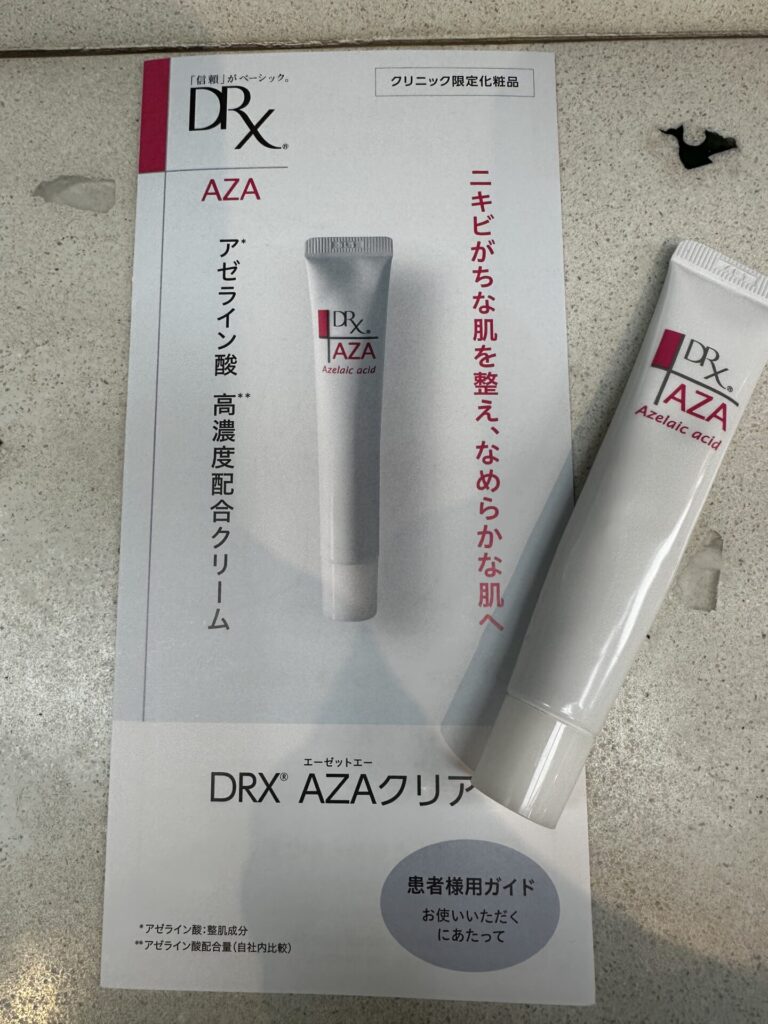 「信頼」がベーシック。
DRX®
クリニック限定化粧品
AZA
ニキビがちな肌を整え、なめらかな肌へ
アゼライン酸* 高濃度配合クリーム**
DRX®
AZA
Azelaic acid
DRX®
AZA
Azelaic acid
エーゼットエー
DRX® AZAクリア
患者様用ガイド
お使いいただく
にあたって
*アゼライン酸：整肌成分
**アゼライン酸配合量（自社内比較）